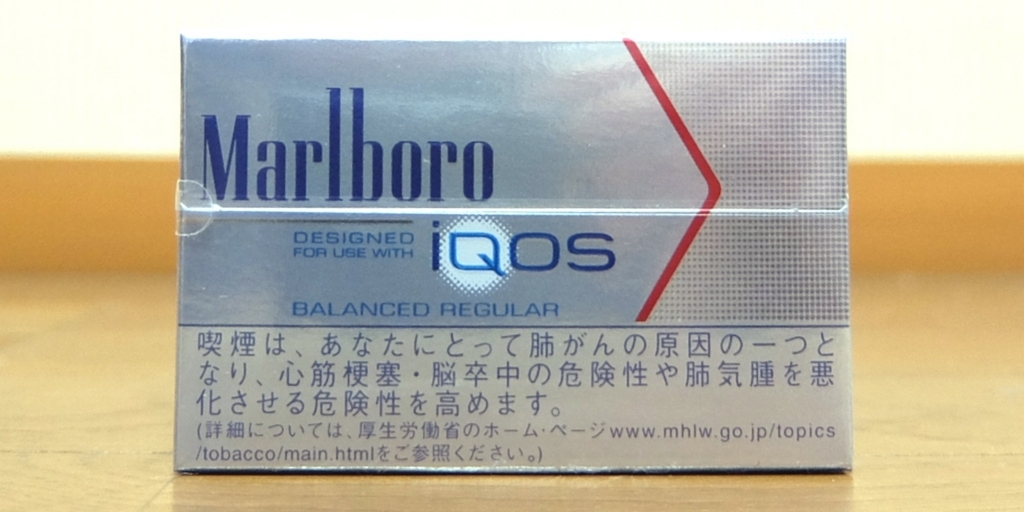 Marlboro
DESIGNED
FOR USE WITH
iQOS
BALANCED REGULAR
喫煙は、あなたにとって肺がんの原因の一つと
なり、心筋梗塞・脳卒中の危険性や肺気腫を悪
化させる危険性を高めます。
(詳細については、厚生労働省のホーム・ページwww.mhlw.go.jp/topics
/tobacco/main.htmlをご参照ください。)